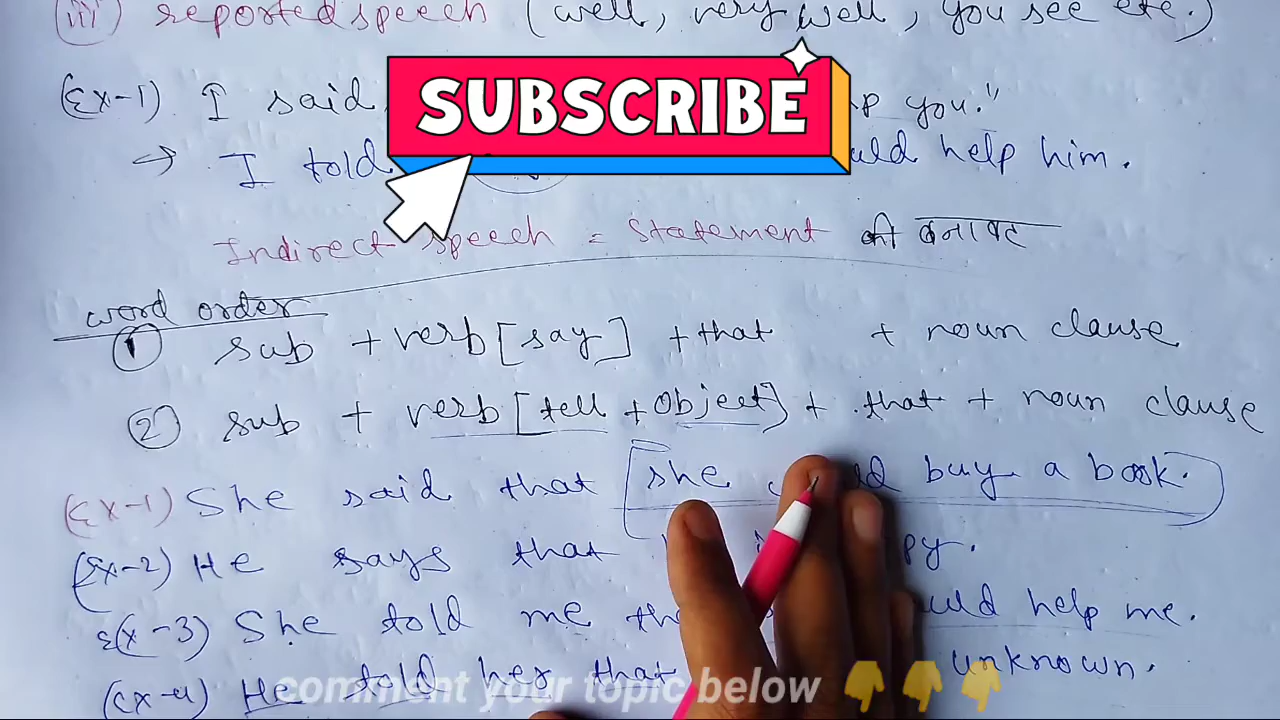 (iii) reported speech (well, very well, you see etc.)
SUBSCRIBE
(Ex-1) I said you."
→ I told help him.
Indirect speech = statement की बनावट
word order
① sub + verb [say] + that + noun clause
② sub + verb [tell + object] + that + noun clause
(Ex-1) She said that she buy a book.
(Ex-2) He says that
(Ex-3) She told me help me.
(Ex-4) He told her that unknown.
comment your topic below 👇👇👇